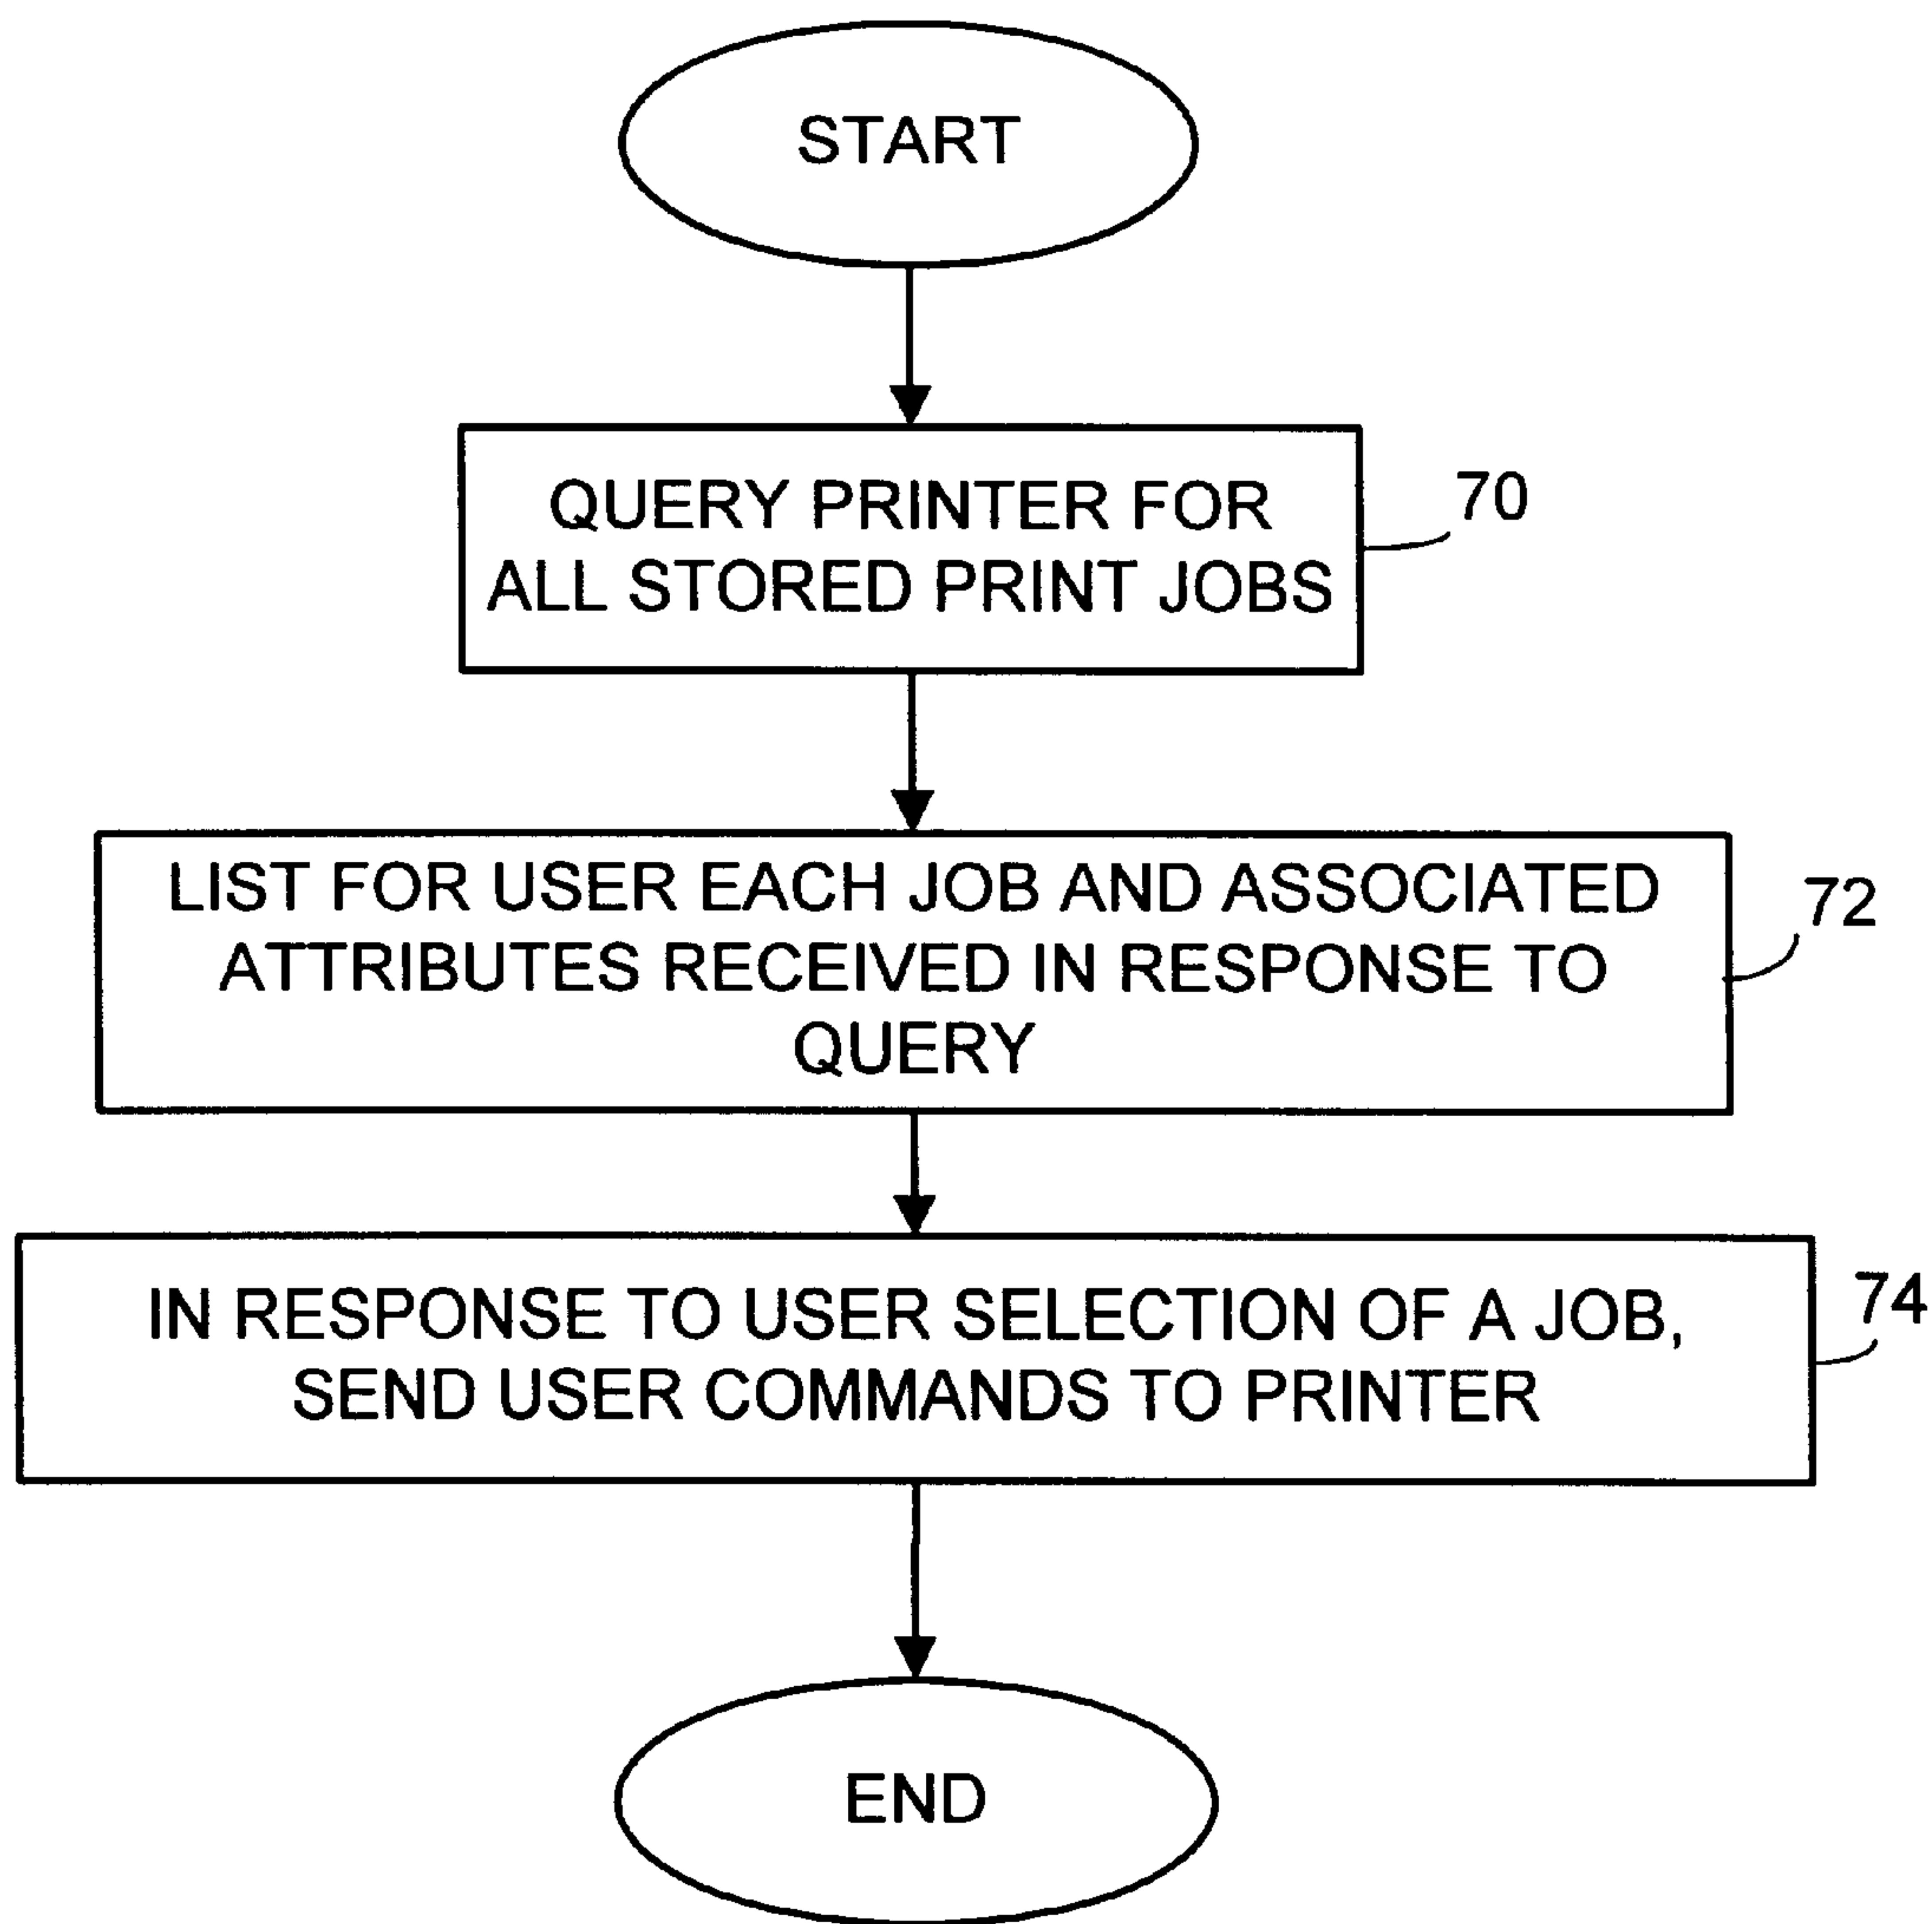 START
QUERY PRINTER FOR
ALL STORED PRINT JOBS
70
LIST FOR USER EACH JOB AND ASSOCIATED
ATTRIBUTES RECEIVED IN RESPONSE TO
QUERY
72
IN RESPONSE TO USER SELECTION OF A JOB,
SEND USER COMMANDS TO PRINTER
74
END